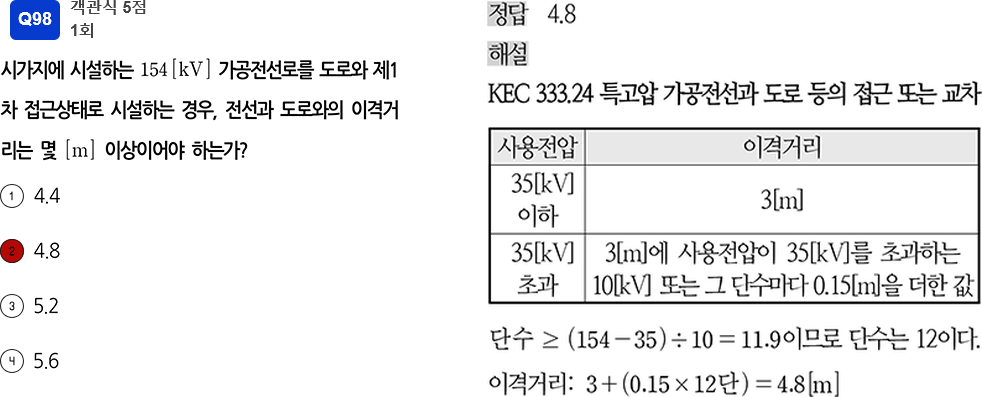 Q98 객관식 5점
1회
시가지에 시설하는 154[kV] 가공전선로를 도로와 제1
차 접근상태로 시설하는 경우, 전선과 도로와의 이격거
리는 몇 [m] 이상이어야 하는가?
1 4.4
2 4.8
3 5.2
4 5.6
정답 4.8
해설
KEC 333.24 특고압 가공전선과 도로 등의 접근 또는 교차
사용전압 이격거리
35[kV]
이하
3[m]
35[kV]
초과
3[m]에 사용전압이 35[kV]를 초과하는
10[kV] 또는 그 단수마다 0.15[m]을 더한 값
단수 ≥ (154-35)÷10=11.9이므로 단수는 12이다.
이격거리: 3+(0.15×12단)=4.8[m]